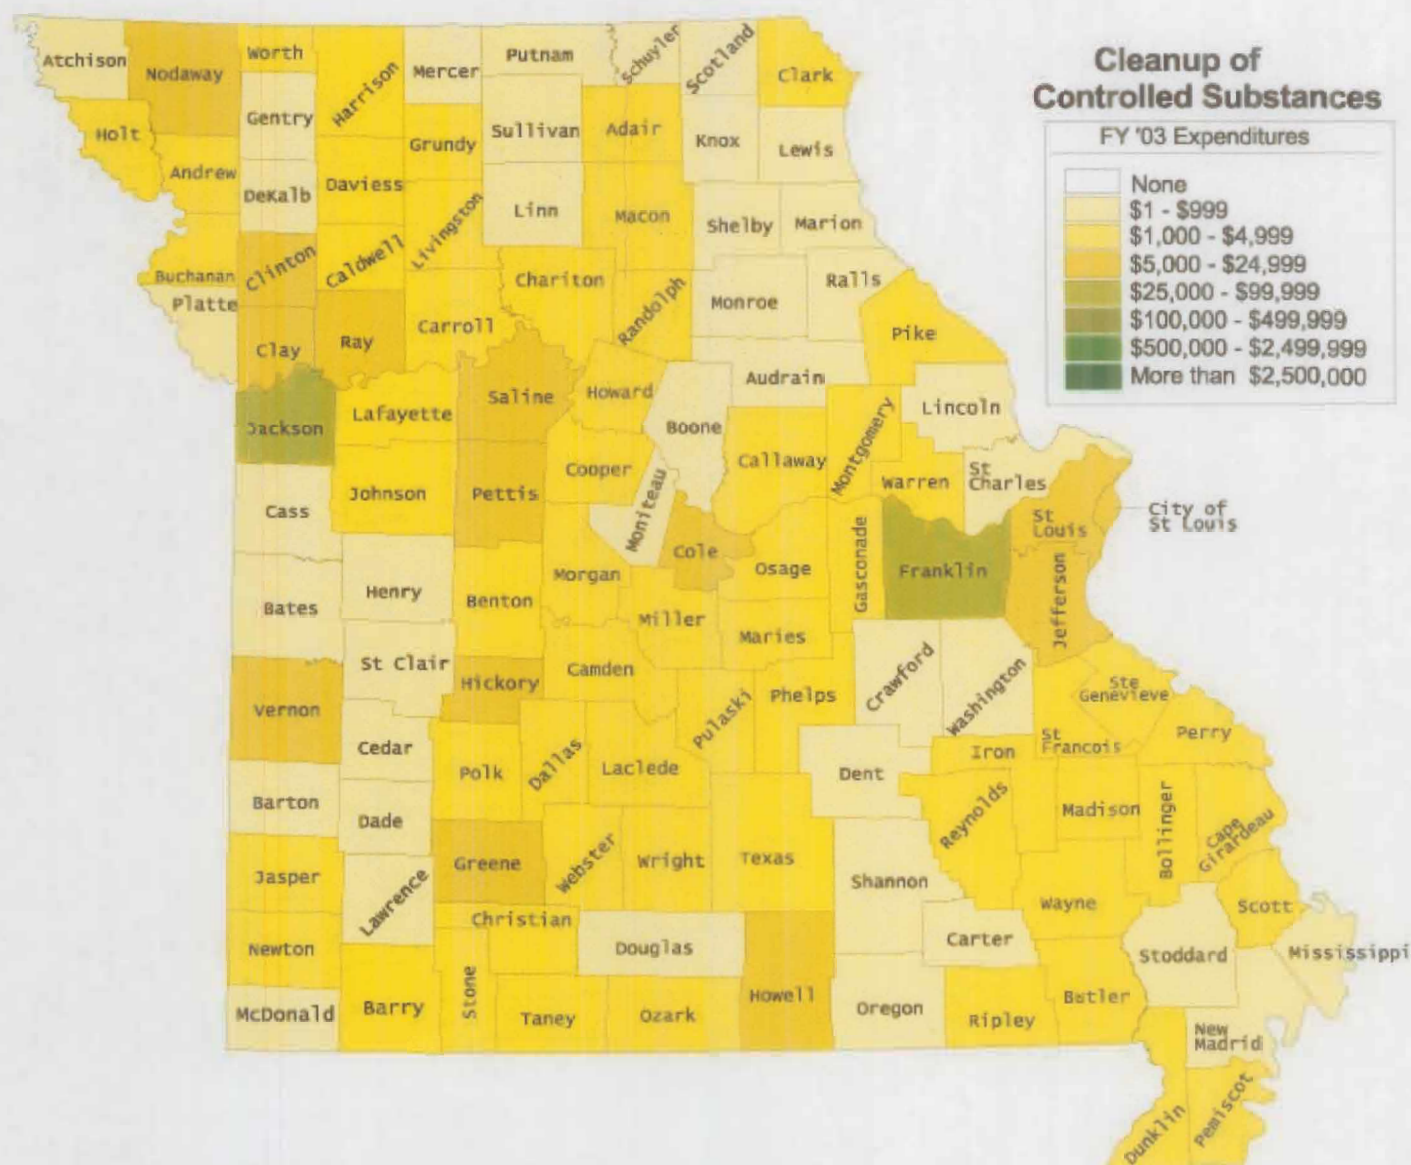 Cleanup of
Controlled Substances
FY '03 Expenditures
None
$1 - $999
$1,000 - $4,999
$5,000 - $24,999
$25,000 - $99,999
$100,000 - $499,999
$500,000 - $2,499,999
More than $2,500,000
Atchison
Nodaway
Worth
Harrison
Mercer
Putnam
Schuyler
Scotland
Clark
Holt
Gentry
Grundy
Sullivan
Adair
Knox
Lewis
Andrew
DeKalb
Daviess
Livingston
Linn
Macon
Shelby
Marion
Buchanan
Clinton
Caldwell
Chariton
Randolph
Monroe
Ralls
Platte
Clay
Ray
Carroll
Pike
Jackson
Lafayette
Saline
Howard
Boone
Audrain
Lincoln
Johnson
Pettis
Cooper
Moniteau
Callaway
Montgomery
Warren
St
Charles
City of
St Louis
St
Louis
Cass
Cole
Osage
Gasconade
Franklin
Jefferson
Bates
Henry
Benton
Morgan
Miller
Maries
St Clair
Hickory
Camden
Pulaski
Phelps
Crawford
Washington
Ste
Genevieve
St
Francois
Perry
Vernon
Cedar
Polk
Dallas
Laclede
Dent
Iron
Reynolds
Madison
Bollinger
Cape
Girardeau
Barton
Dade
Greene
Webster
Wright
Texas
Shannon
Wayne
Scott
Jasper
Lawrence
Christian
Douglas
Howell
Carter
Stoddard
Mississippi
Newton
Barry
Stone
Taney
Ozark
Oregon
Ripley
Butler
McDonald
New
Madrid
Dunklin
Pemiscot